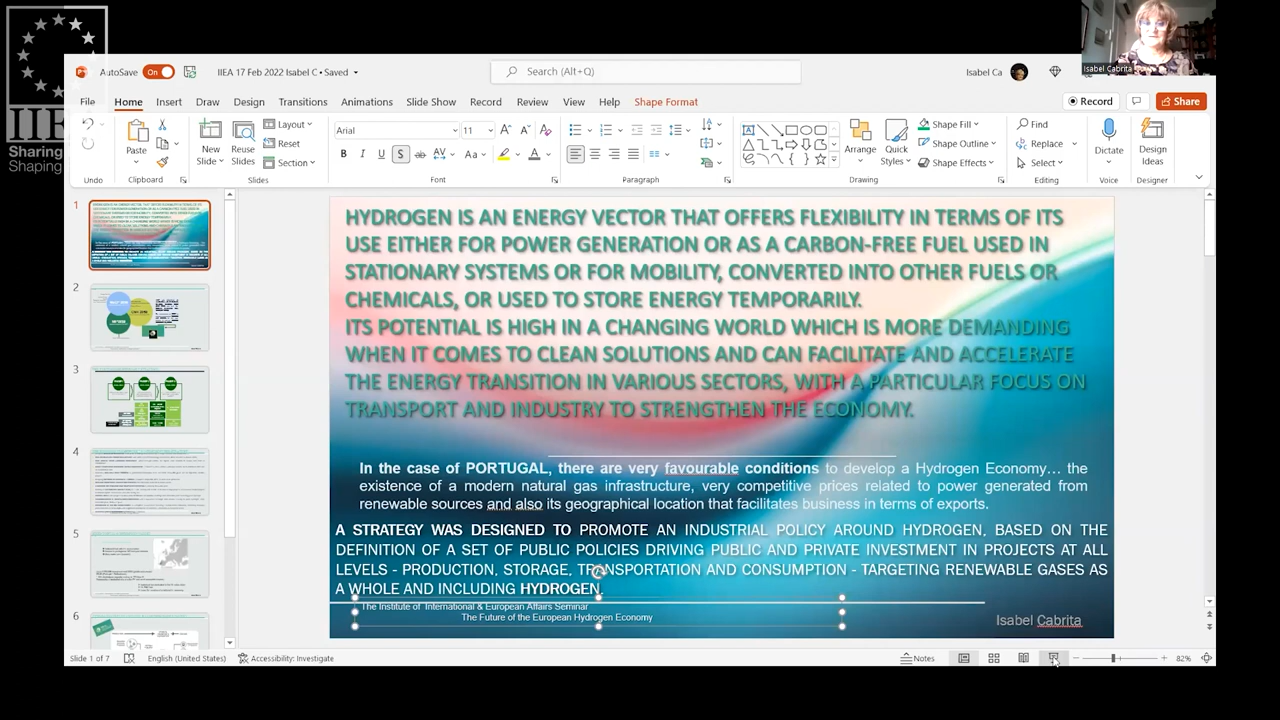 IIE
Sharing
Shaping
Isabel Cabrita
AutoSave On IIEA 17 Feb 2022 Isabel C • Saved Search (Alt+Q) Isabel Ca
File Home Insert Draw Design Transitions Animations Slide Show Record Review View Help Shape Format Record Share
Paste New Slide Reuse Slides Layout Reset Section Arial 11 Arrange Quick Styles Shape Fill Shape Outline Shape Effects Find Replace Select Dictate Design Ideas
Undo Clipboard Slides Font Paragraph Drawing Editing Voice Designer
1
2
3
4
5
6
HYDROGEN IS AN ENERGY VECTOR THAT OFFERS FLEXIBILITY IN TERMS OF ITS
USE EITHER FOR POWER GENERATION OR AS A CARBON-FREE FUEL USED IN
STATIONARY SYSTEMS OR FOR MOBILITY, CONVERTED INTO OTHER FUELS OR
CHEMICALS, OR USED TO STORE ENERGY TEMPORARILY.
ITS POTENTIAL IS HIGH IN A CHANGING WORLD WHICH IS MORE DEMANDING
WHEN IT COMES TO CLEAN SOLUTIONS AND CAN FACILITATE AND ACCELERATE
THE ENERGY TRANSITION IN VARIOUS SECTORS, WITH A PARTICULAR FOCUS ON
TRANSPORT AND INDUSTRY TO STRENGTHEN THE ECONOMY.
In the case of PORTUGAL, there are very favourable conditions to develop a Hydrogen Economy… the
existence of a modern natural gas infrastructure, very competitive prices related to power generated from
renewable sources and the geographical location that facilitates business in terms of exports.
A STRATEGY WAS DESIGNED TO PROMOTE AN INDUSTRIAL POLICY AROUND HYDROGEN, BASED ON THE
DEFINITION OF A SET OF PUBLIC POLICIES DRIVING PUBLIC AND PRIVATE INVESTMENT IN PROJECTS AT ALL
LEVELS - PRODUCTION, STORAGE, TRANSPORTATION AND CONSUMPTION - TARGETING RENEWABLE GASES AS
A WHOLE AND INCLUDING HYDROGEN.
The Institute of International & European Affairs Seminar
The Future of the European Hydrogen Economy
Isabel Cabrita
Slide 1 of 7 English (United States) Accessibility: Investigate Notes 82%